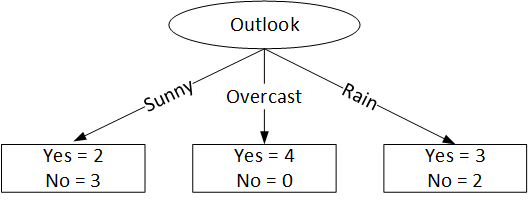 Outlook
Sunny
Overcast
Rain
Yes = 2
No = 3
Yes = 4
No = 0
Yes = 3
No = 2